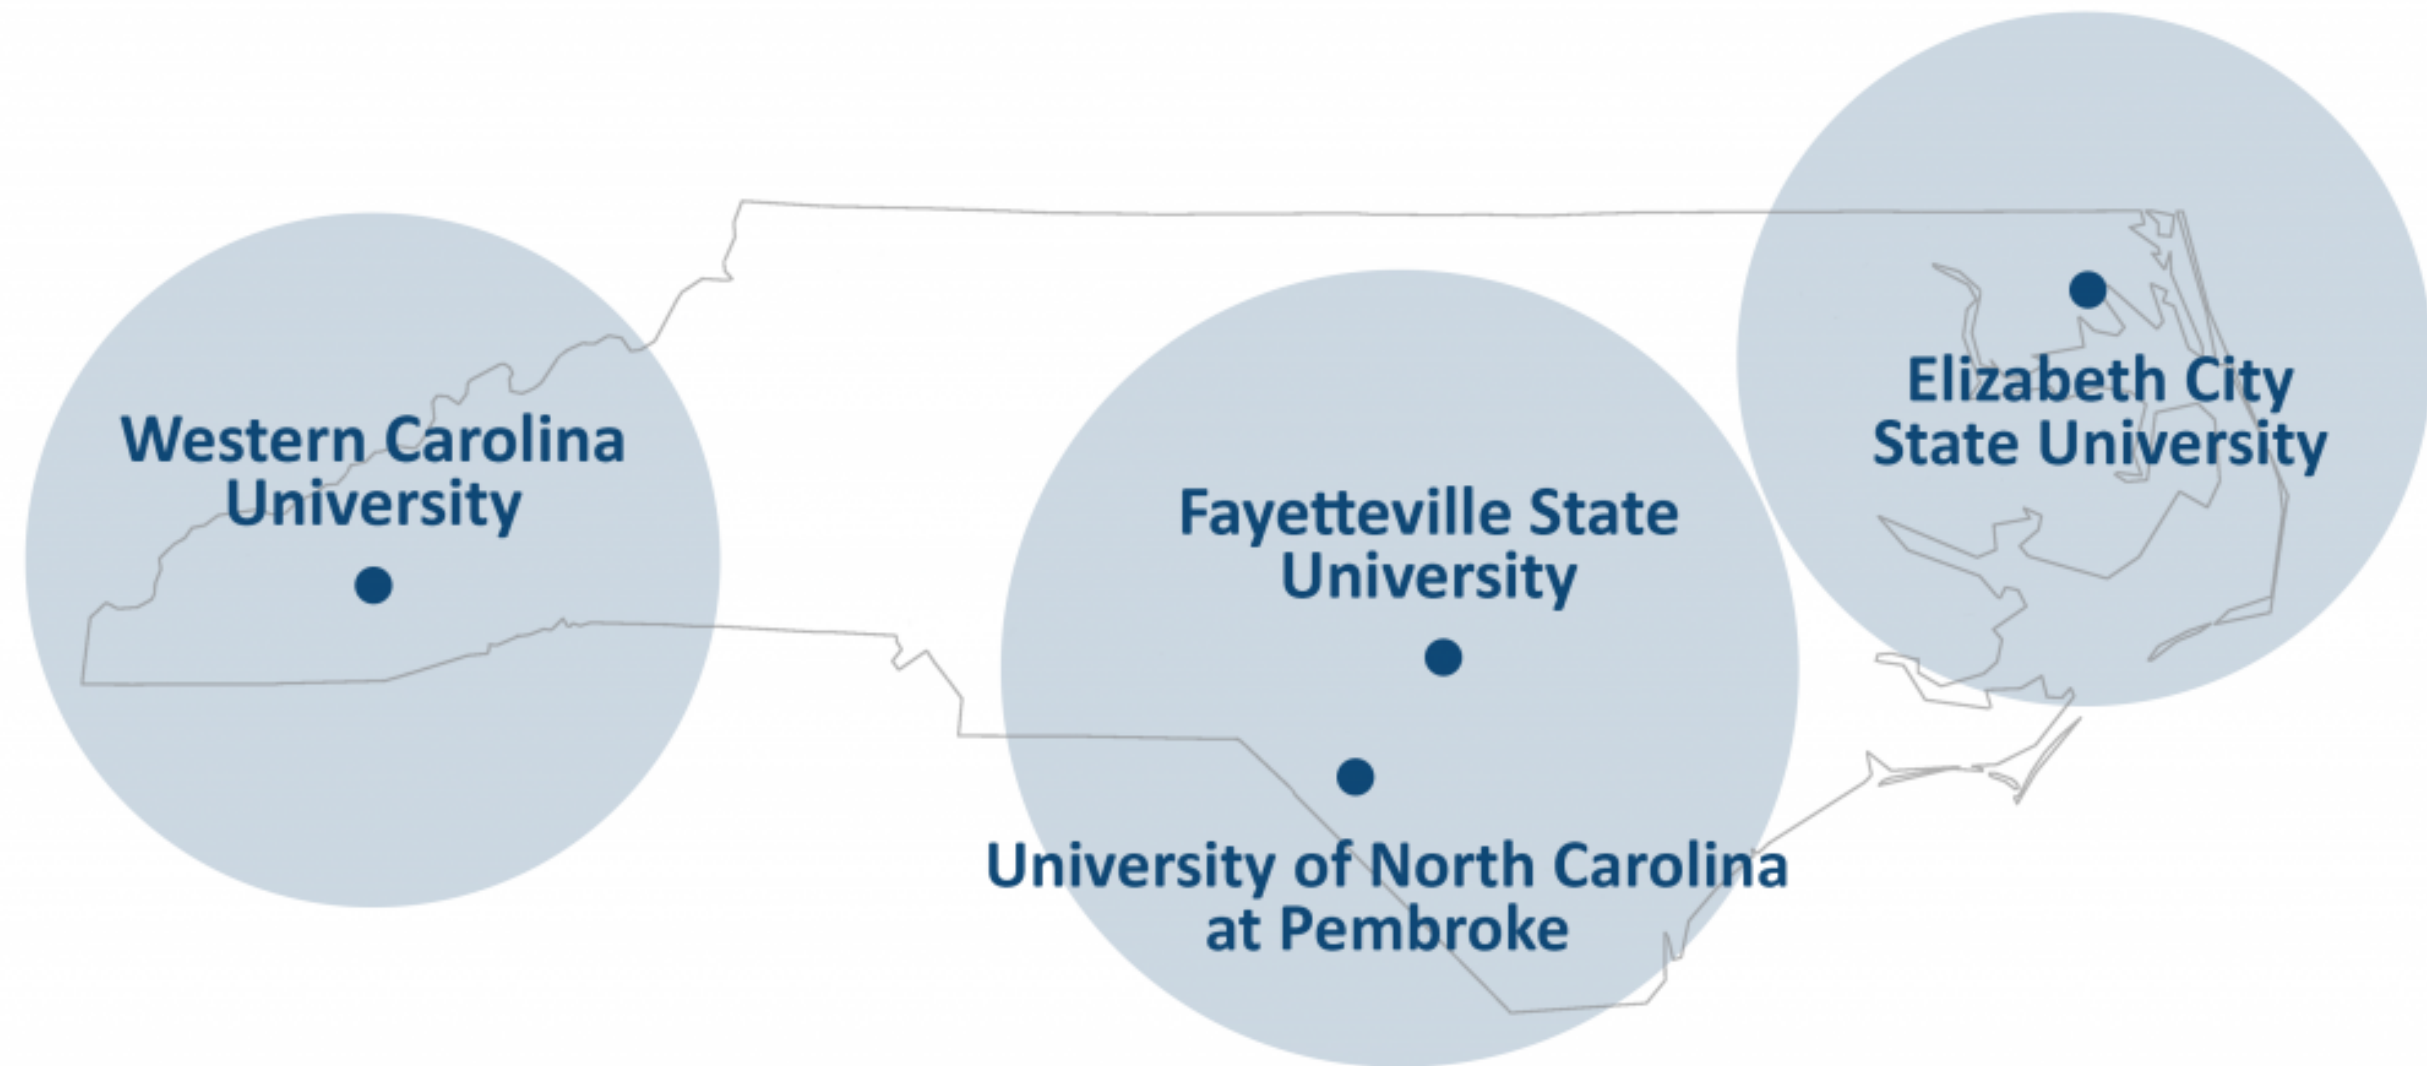 Western Carolina
University
Fayetteville State
University
University of North Carolina
at Pembroke
Elizabeth City
State University